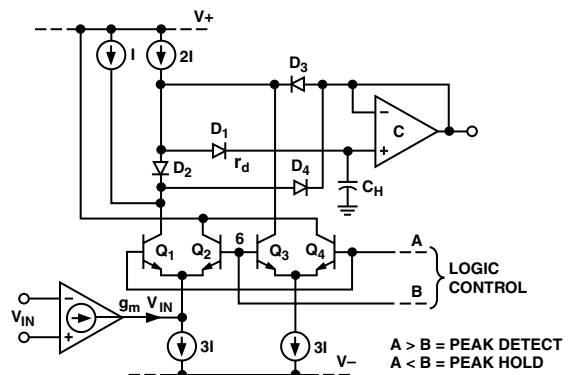 V+
I
2I
D3
D1
rd
D2
D4
C
−
+
CH
Q1
Q2
6
Q3
Q4
A
B
LOGIC
CONTROL
VIN
−
+
gm VIN
3I
3I
V–
A > B = PEAK DETECT
A < B = PEAK HOLD